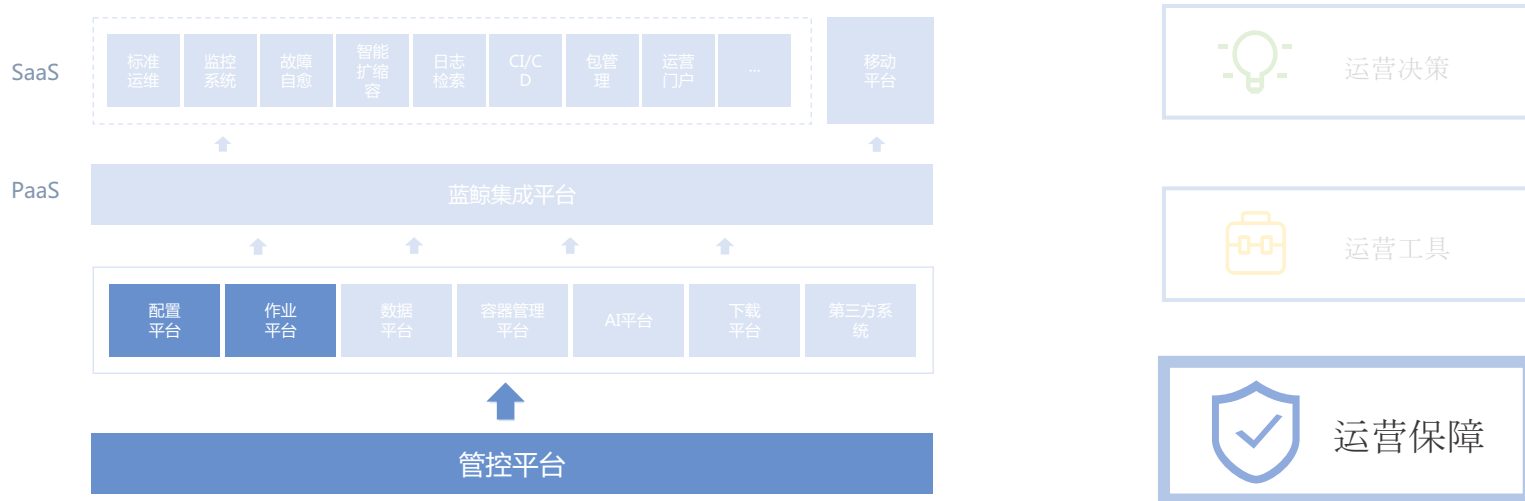 SaaS
标准
运维
监控
系统
故障
自愈
智能
扩缩
容
日志
检索
CI/C
D
包管
理
运营
门户
...
移动
平台
PaaS
蓝鲸集成平台
配置
平台
作业
平台
数据
平台
容器管理
平台
AI平台
下载
平台
第三方系
统
管控平台
运营决策
运营工具
运营保障